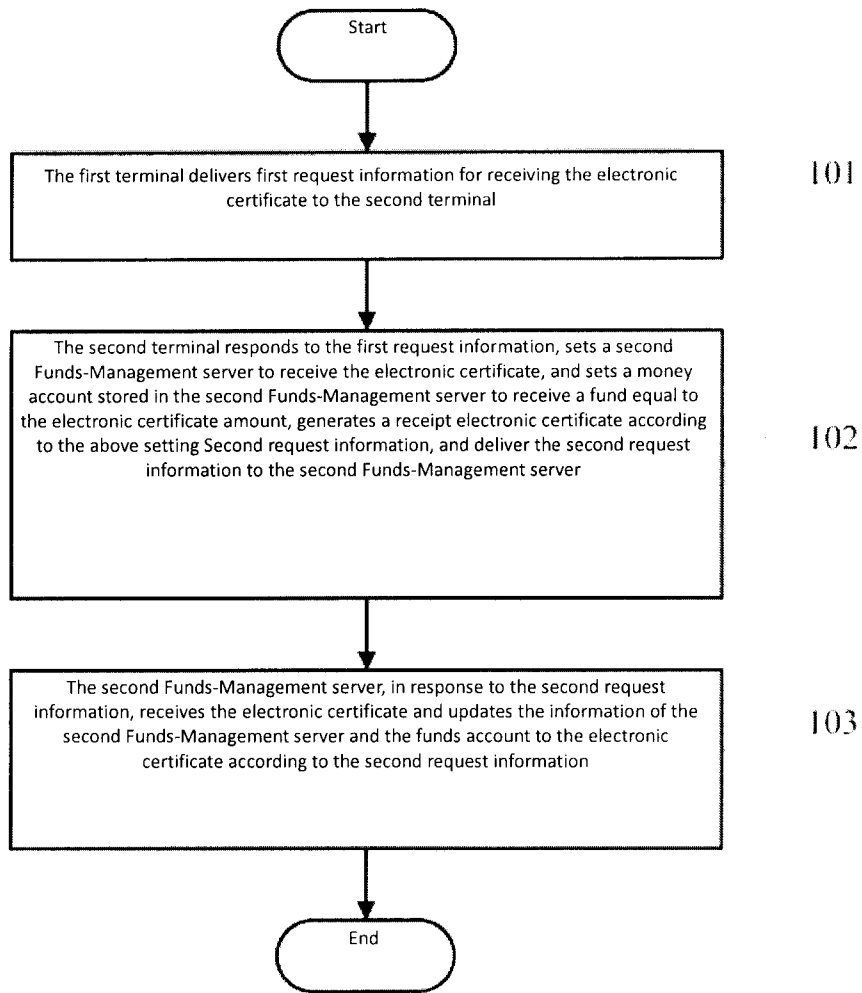 Start
The first terminal delivers first request information for receiving the electronic
certificate to the second terminal
101
The second terminal responds to the first request information, sets a second
Funds-Management server to receive the electronic certificate, and sets a money
account stored in the second Funds-Management server to receive a fund equal to
the electronic certificate amount, generates a receipt electronic certificate according
to the above setting Second request information, and deliver the second request
information to the second Funds-Management server
102
The second Funds-Management server, in response to the second request
information, receives the electronic certificate and updates the information of the
second Funds-Management server and the funds account to the electronic
certificate according to the second request information
103
End